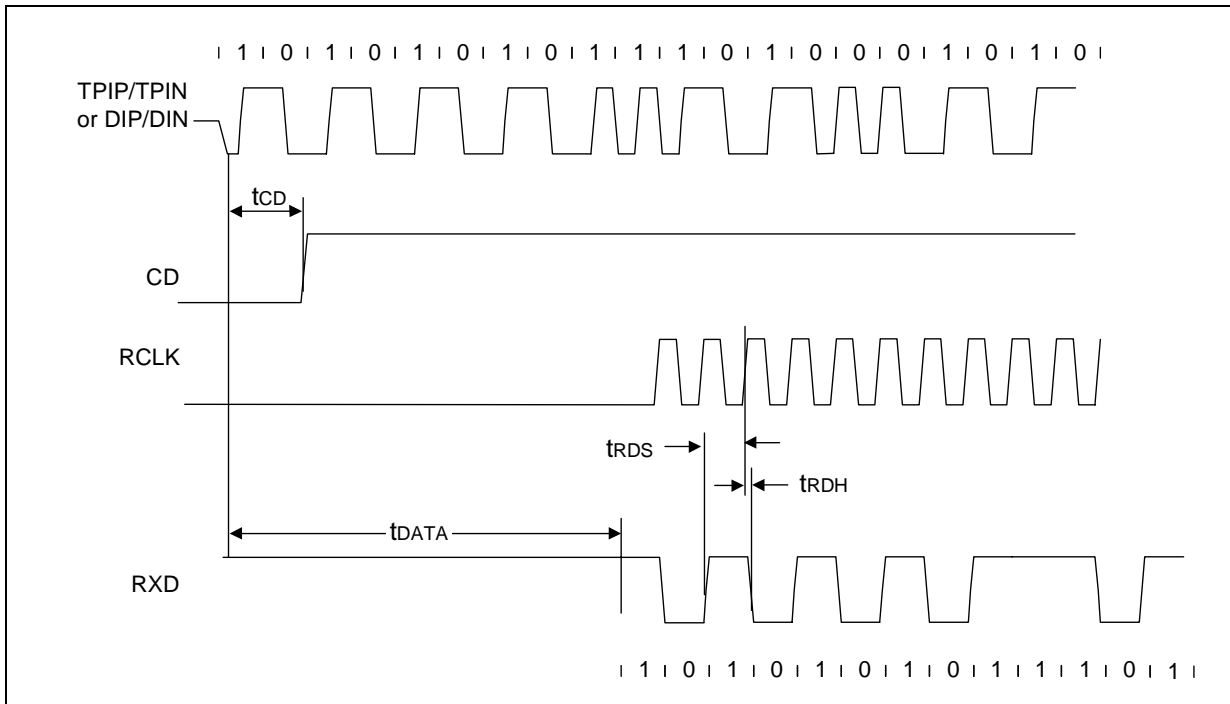 1 0 1 0 1 0 1 0 1 1 1 0 1 0 0 0 1 0 1 0
TPIP/TPIN
or DIP/DIN
tCD
CD
RCLK
tRDS
tRDH
tDATA
RXD
1 0 1 0 1 0 1 0 1 1 1 0 1